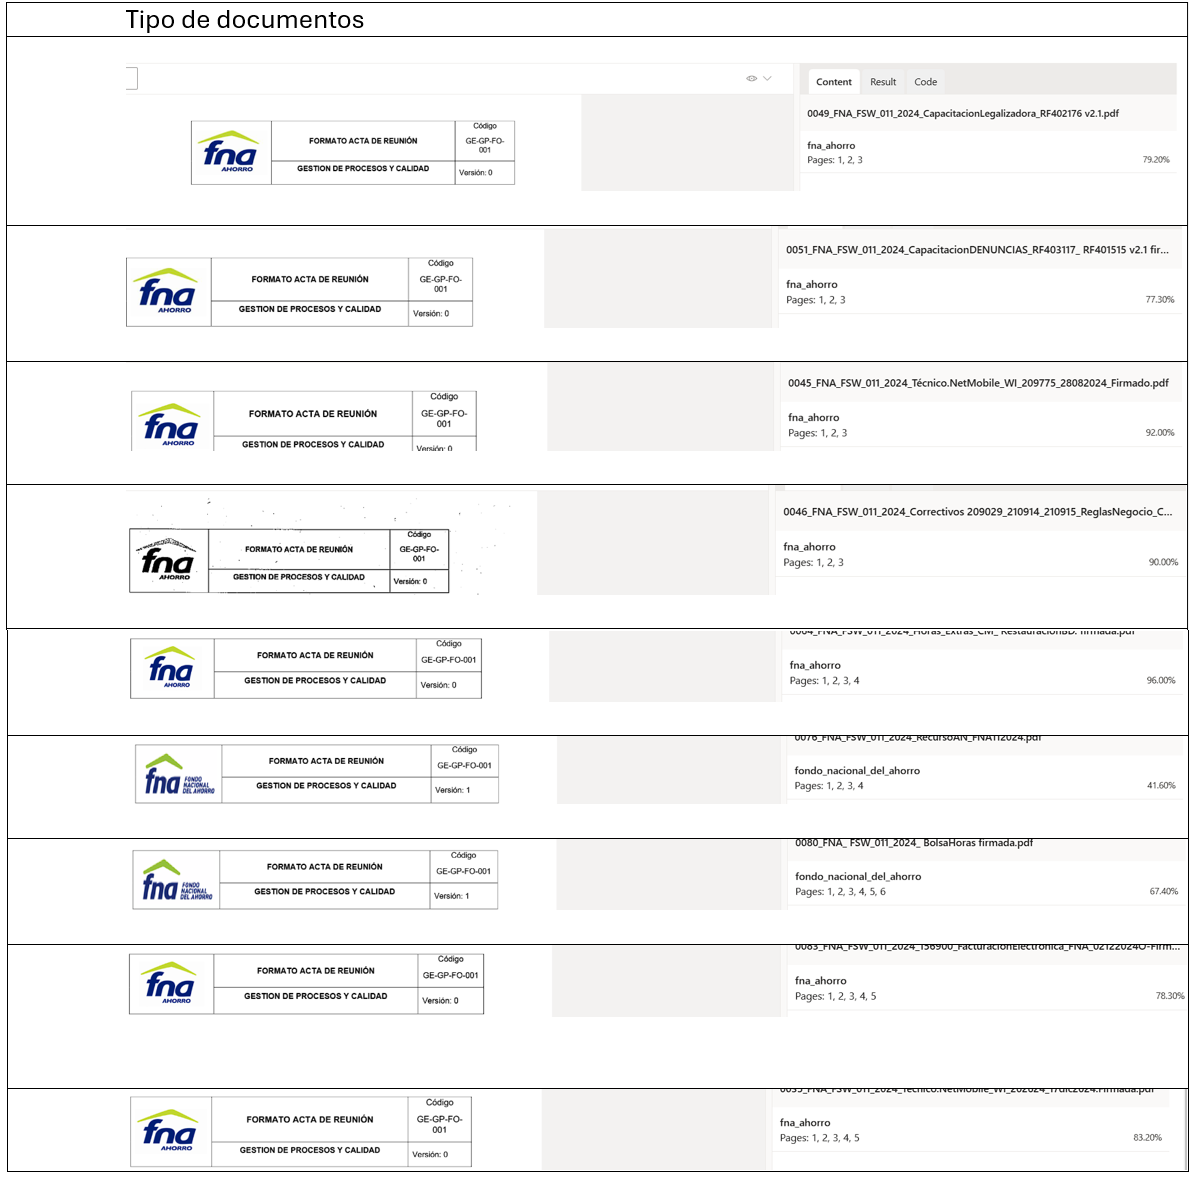 Tipo de documentos
Content Result Code
0049_FNA_FSW_011_2024_CapacitacionLegalizadora_RF402176 v2.1.pdf
fna_ahorro
Pages: 1, 2, 3 79.20%
fna AHORRO
FORMATO ACTA DE REUNIÓN
GESTION DE PROCESOS Y CALIDAD
Código
GE-GP-FO-
001
Versión: 0
0051_FNA_FSW_011_2024_CapacitacionDENUNCIAS_RF403117_ RF401515 v2.1 fir...
fna_ahorro
Pages: 1, 2, 3 77.30%
fna AHORRO
FORMATO ACTA DE REUNIÓN
GESTION DE PROCESOS Y CALIDAD
Código
GE-GP-FO-
001
Versión: 0
0045_FNA_FSW_011_2024_Técnico.NetMobile_WI_209775_28082024_Firmado.pdf
fna_ahorro
Pages: 1, 2, 3 92.00%
fna AHORRO
FORMATO ACTA DE REUNIÓN
GESTION DE PROCESOS Y CALIDAD
Código
GE-GP-FO-
001
Versión: 0
0046_FNA_FSW_011_2024_Correctivos 209029_210914_210915_ReglasNegocio_C...
fna_ahorro
Pages: 1, 2, 3 90.00%
fna AHORRO
FORMATO ACTA DE REUNIÓN
GESTION DE PROCESOS Y CALIDAD
Código
GE-GP-FO-
001
Versión: 0
fna_ahorro
Pages: 1, 2, 3, 4 96.00%
fna AHORRO
FORMATO ACTA DE REUNIÓN
GESTION DE PROCESOS Y CALIDAD
Código
GE-GP-FO-001
Versión: 0
0076_FNA_FSW_011_2024_RecursoAN_FNA112024.pdf
fondo_nacional_del_ahorro
Pages: 1, 2, 3, 4 41.60%
fna FONDO NACIONAL DEL AHORRO
FORMATO ACTA DE REUNIÓN
GESTION DE PROCESOS Y CALIDAD
Código
GE-GP-FO-001
Versión: 1
0080_FNA_ FSW_011_2024_ BolsaHoras firmada.pdf
fondo_nacional_del_ahorro
Pages: 1, 2, 3, 4, 5, 6 67.40%
fna FONDO NACIONAL DEL AHORRO
FORMATO ACTA DE REUNIÓN
GESTION DE PROCESOS Y CALIDAD
Código
GE-GP-FO-001
Versión: 1
fna_ahorro
Pages: 1, 2, 3, 4, 5 78.30%
fna AHORRO
FORMATO ACTA DE REUNIÓN
GESTION DE PROCESOS Y CALIDAD
Código
GE-GP-FO-001
Versión: 0
fna_ahorro
Pages: 1, 2, 3, 4, 5 83.20%
fna AHORRO
FORMATO ACTA DE REUNIÓN
GESTION DE PROCESOS Y CALIDAD
Código
GE-GP-FO-
001
Versión: 0